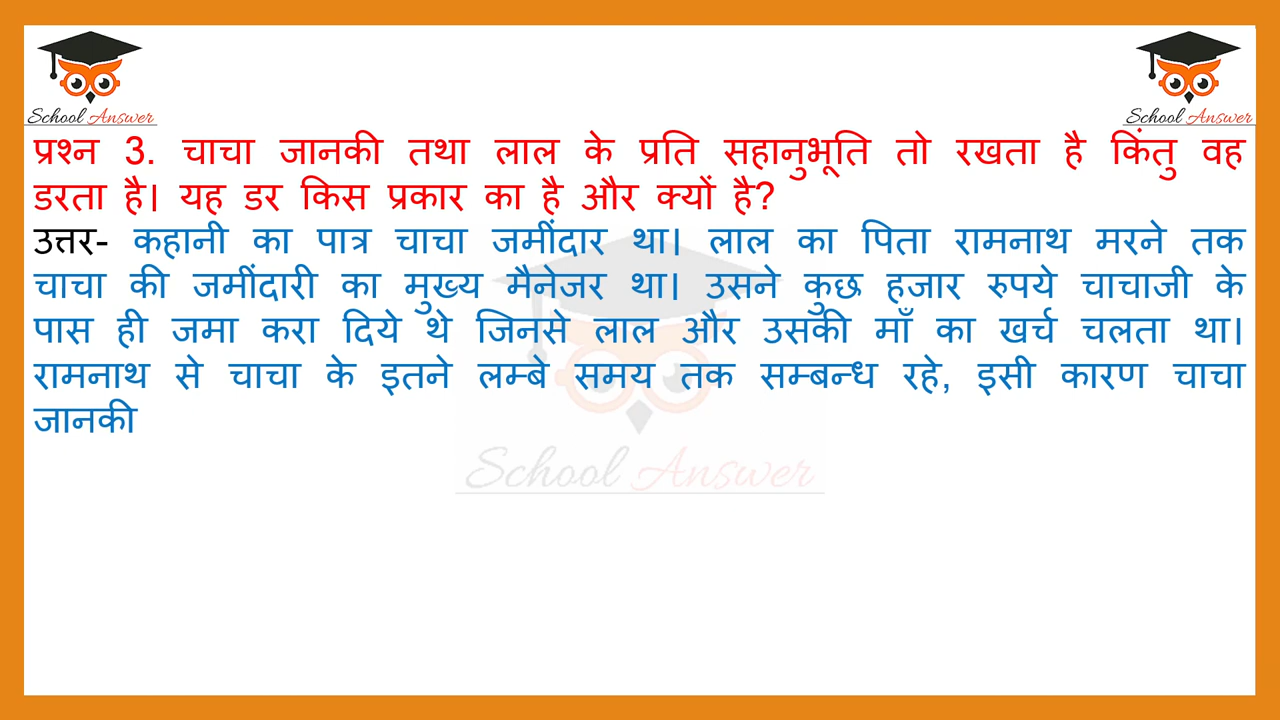 School Answer
School Answer
प्रश्न 3. चाचा जानकी तथा लाल के प्रति सहानुभूति तो रखता है किंतु वह
डरता है। यह डर किस प्रकार का है और क्यों है?
उत्तर- कहानी का पात्र चाचा जमींदार था। लाल का पिता रामनाथ मरने तक
चाचा की जमींदारी का मुख्य मैनेजर था। उसने कुछ हजार रुपये चाचाजी के
पास ही जमा करा दिये थे जिनसे लाल और उसकी माँ का खर्च चलता था।
रामनाथ से चाचा के इतने लम्बे समय तक सम्बन्ध रहे, इसी कारण चाचा
जानकी
School Answer